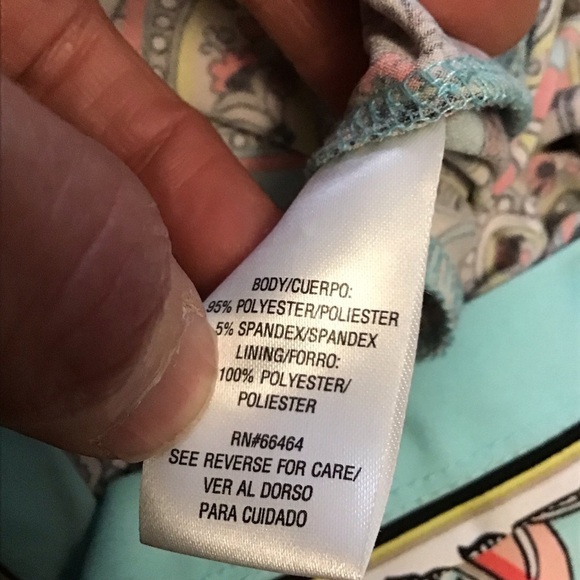 BODY/CUERPO:
95% POLYESTER/POLIESTER
5% SPANDEX/SPANDEX
LINING/FORRO:
100% POLYESTER/
POLIESTER
RN#66464
SEE REVERSE FOR CARE/
VER AL DORSO
PARA CUIDADO